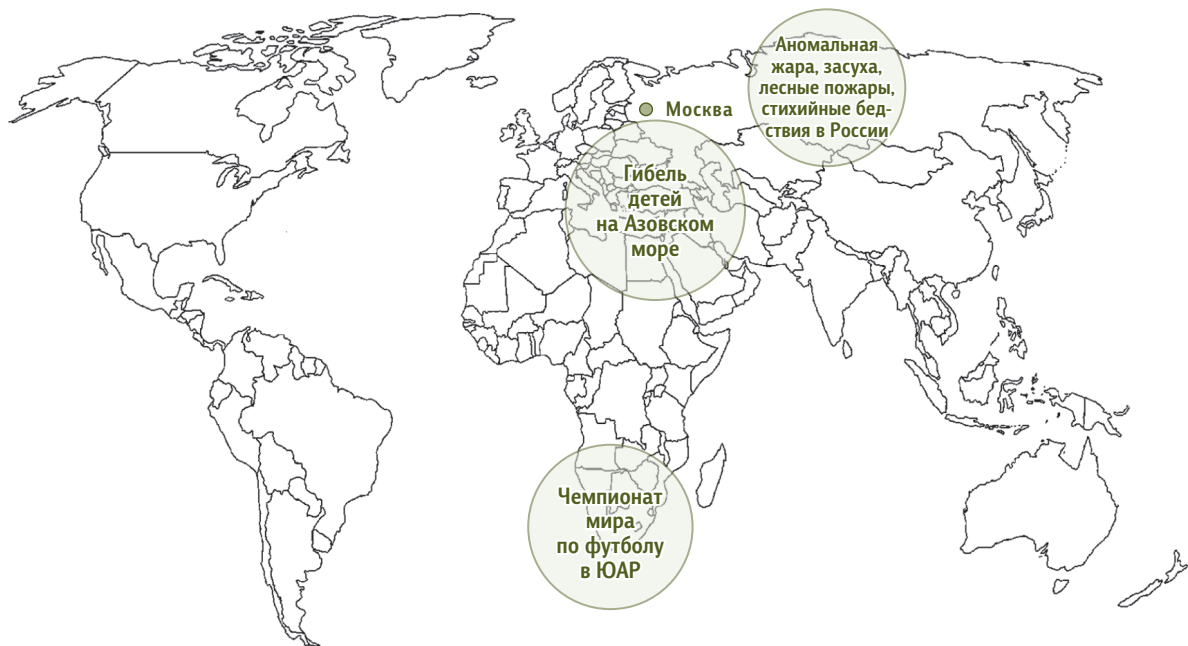 Аномальная
жара, засуха,
лесные пожары,
стихийные бед-
ствия в России
Москва
Гибель
детей
на Азовском
море
Чемпионат
мира
по футболу
в ЮАР